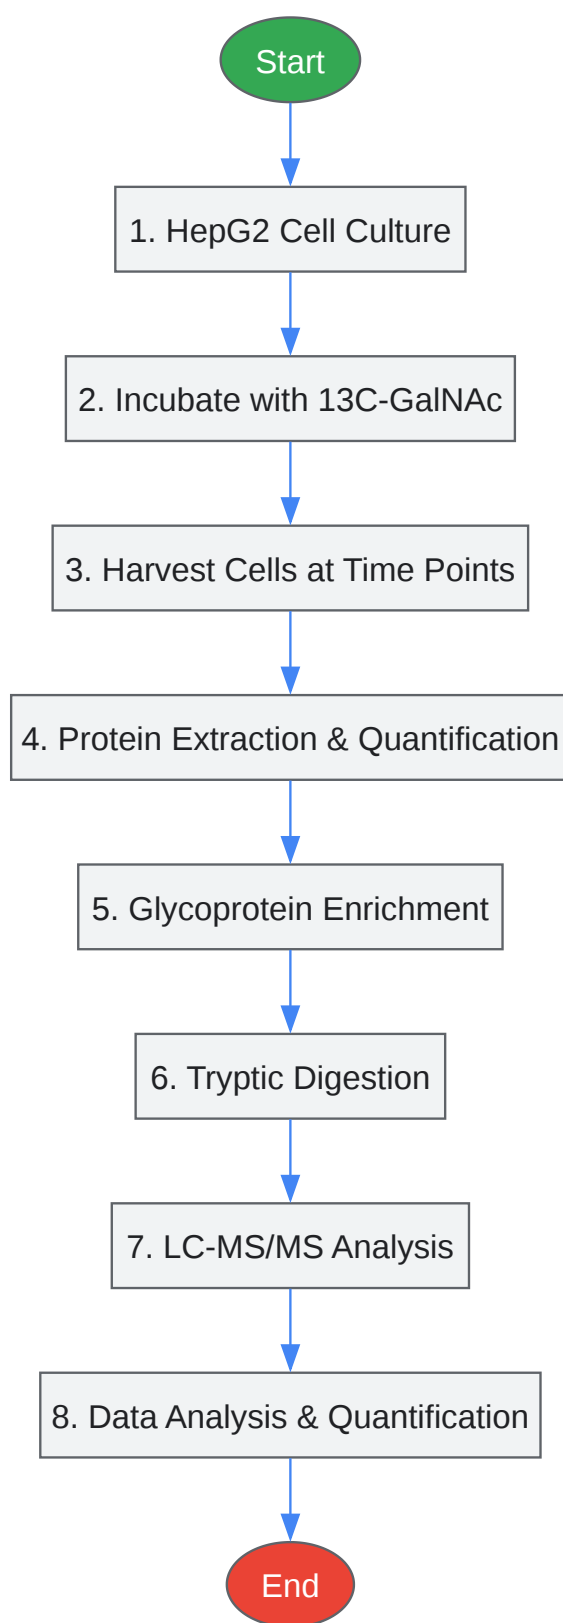 Start
1. HepG2 Cell Culture
2. Incubate with 13C-GalNAc
3. Harvest Cells at Time Points
4. Protein Extraction & Quantification
5. Glycoprotein Enrichment
6. Tryptic Digestion
7. LC-MS/MS Analysis
8. Data Analysis & Quantification
End